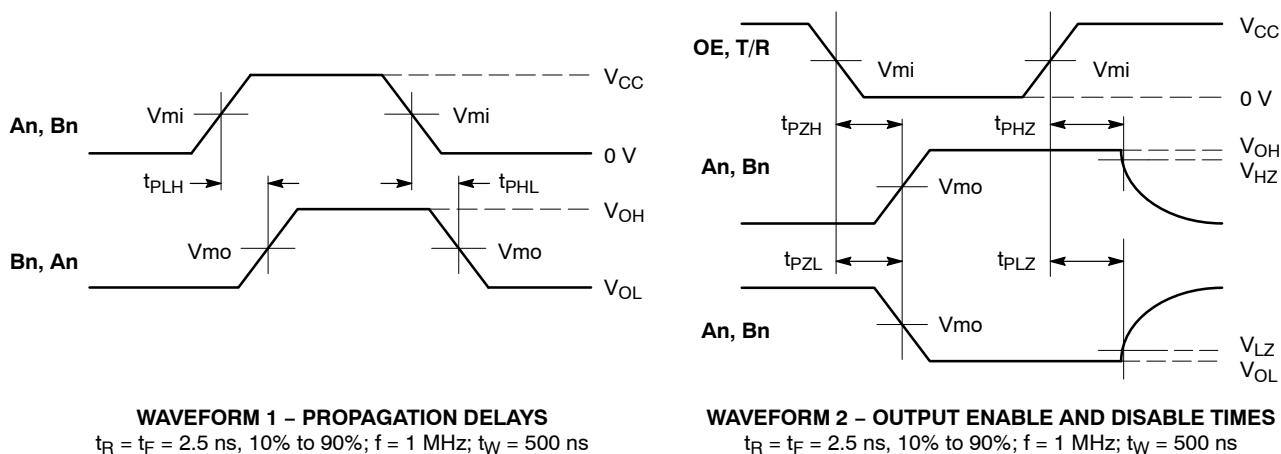 An, Bn
Vmi
Vmi
VCC
0 V
tPLH
tPHL
Bn, An
Vmo
Vmo
VOH
VOL
WAVEFORM 1 – PROPAGATION DELAYS
tR = tF = 2.5 ns, 10% to 90%; f = 1 MHz; tW = 500 ns
OE, T/R
Vmi
Vmi
VCC
0 V
tPZH
tPHZ
An, Bn
Vmo
VOH
VHZ
tPZL
tPLZ
An, Bn
Vmo
VLZ
VOL
WAVEFORM 2 – OUTPUT ENABLE AND DISABLE TIMES
tR = tF = 2.5 ns, 10% to 90%; f = 1 MHz; tW = 500 ns